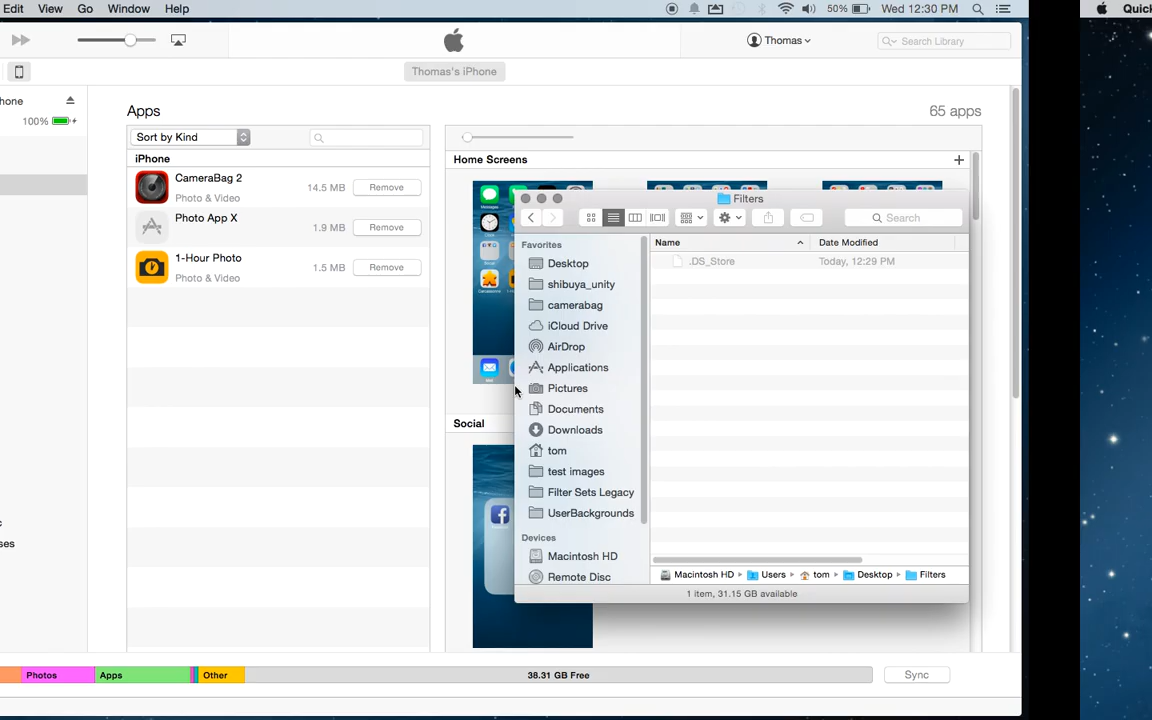 Edit View Go Window Help 50% Wed 12:30 PM Quic
Thomas Search Library
Thomas's iPhone
hone
100%
Apps 65 apps
Sort by Kind
iPhone
CameraBag 2
Photo & Video
14.5 MB Remove
Photo App X
1.9 MB Remove
1-Hour Photo
Photo & Video
1.5 MB Remove
Home Screens
Social
Filters
Search
Favorites
Desktop
shibuya_unity
camerabag
iCloud Drive
AirDrop
Applications
Pictures
Documents
Downloads
tom
test images
Filter Sets Legacy
UserBackgrounds
Devices
Macintosh HD
Remote Disc
Name Date Modified
.DS_Store Today, 12:29 PM
Macintosh HD Users tom Desktop Filters
1 item, 31.15 GB available
c
ses
Photos Apps Other 38.31 GB Free Sync